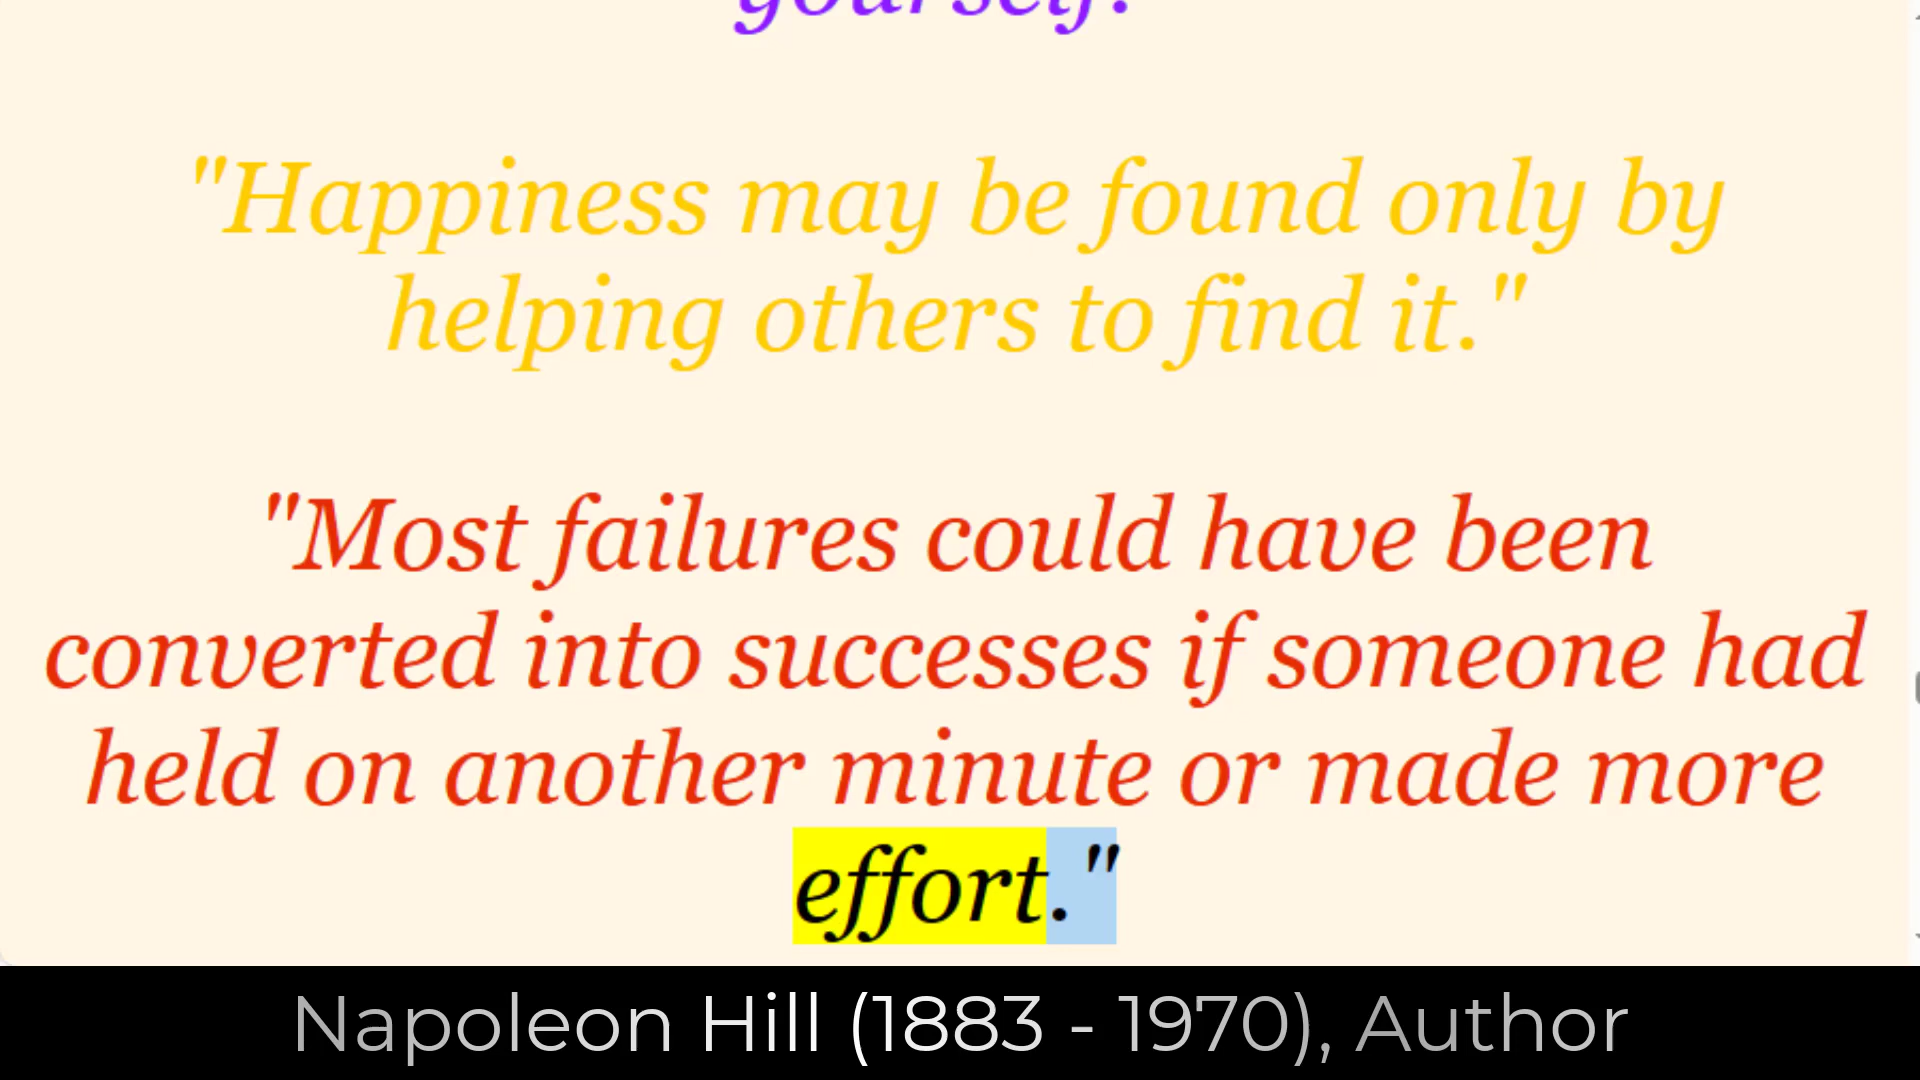 yourself.
"Happiness may be found only by
helping others to find it."
"Most failures could have been
converted into successes if someone had
held on another minute or made more
effort."
Napoleon Hill (1883 - 1970), Author